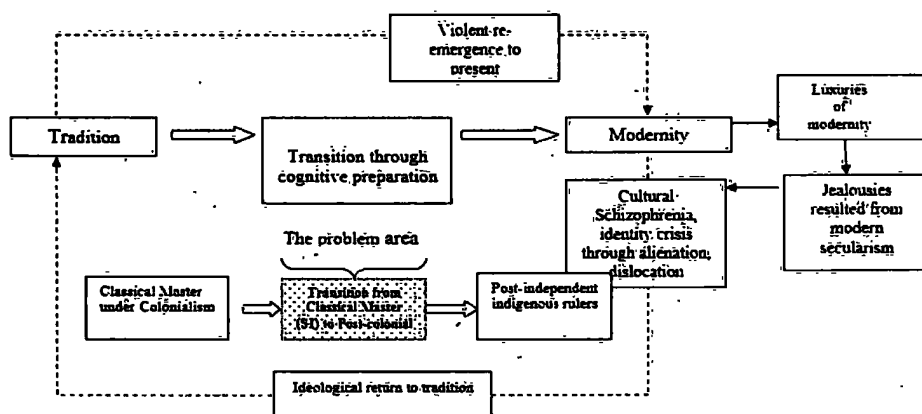 Violent re-
emergence to
present
Luxuries
of
modernity
Tradition
Transition through
cognitive preparation
Modernity
Cultural
Schizophrenia,
identity crisis
through alienation,
dislocation
Jealousies
resulted from
modern
secularism
The problem area
Classical Master
under Colonialism
Transition from
Classical Master
to Post-colonial
Post-independent
indigenous rulers
Ideological return to tradition